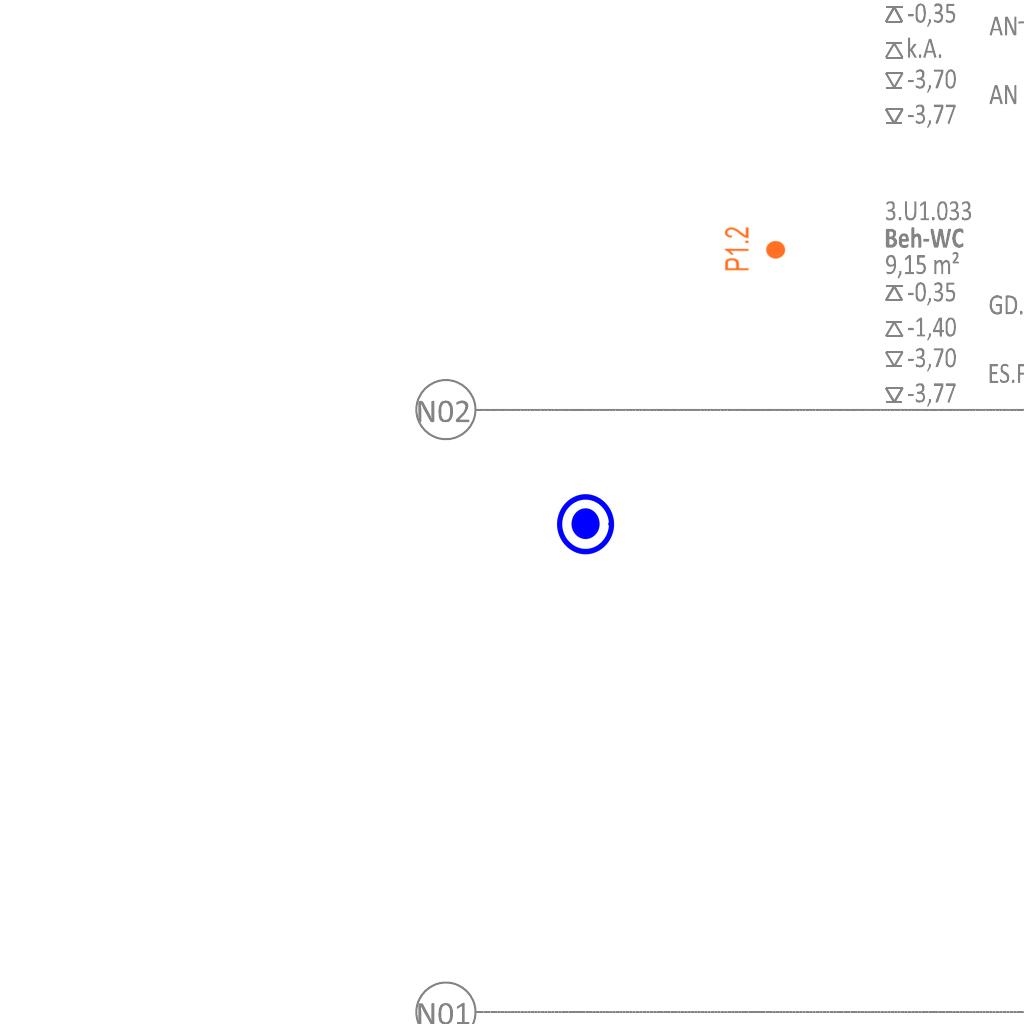 -0,35
AN
k.A.
-3,70
AN
-3,77
3.U1.033
Beh-WC
9,15 m²
-0,35
GD.
-1,40
-3,70
ES.F
-3,77
P1.2
N02
N01